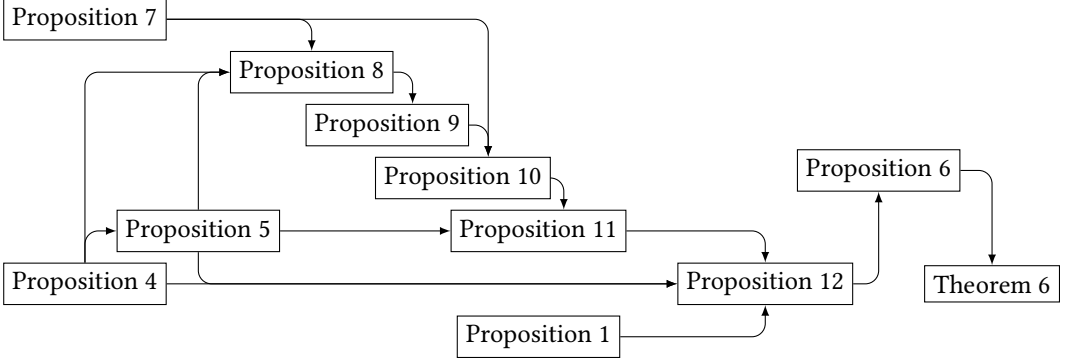 Proposition 7
Proposition 8
Proposition 9
Proposition 10
Proposition 6
Proposition 5
Proposition 11
Proposition 4
Proposition 12
Theorem 6
Proposition 1